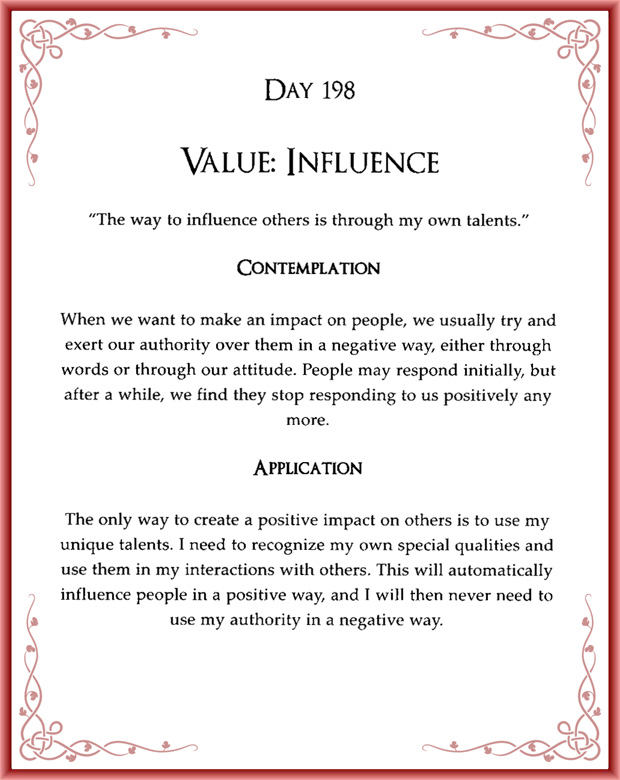 DAY 198
VALUE: INFLUENCE
“The way to influence others is through my own talents.”
CONTEMPLATION
When we want to make an impact on people, we usually try and
exert our authority over them in a negative way, either through
words or through our attitude. People may respond initially, but
after a while, we find they stop responding to us positively any
more.
APPLICATION
The only way to create a positive impact on others is to use my
unique talents. I need to recognize my own special qualities and
use them in my interactions with others. This will automatically
influence people in a positive way, and I will then never need to
use my authority in a negative way.